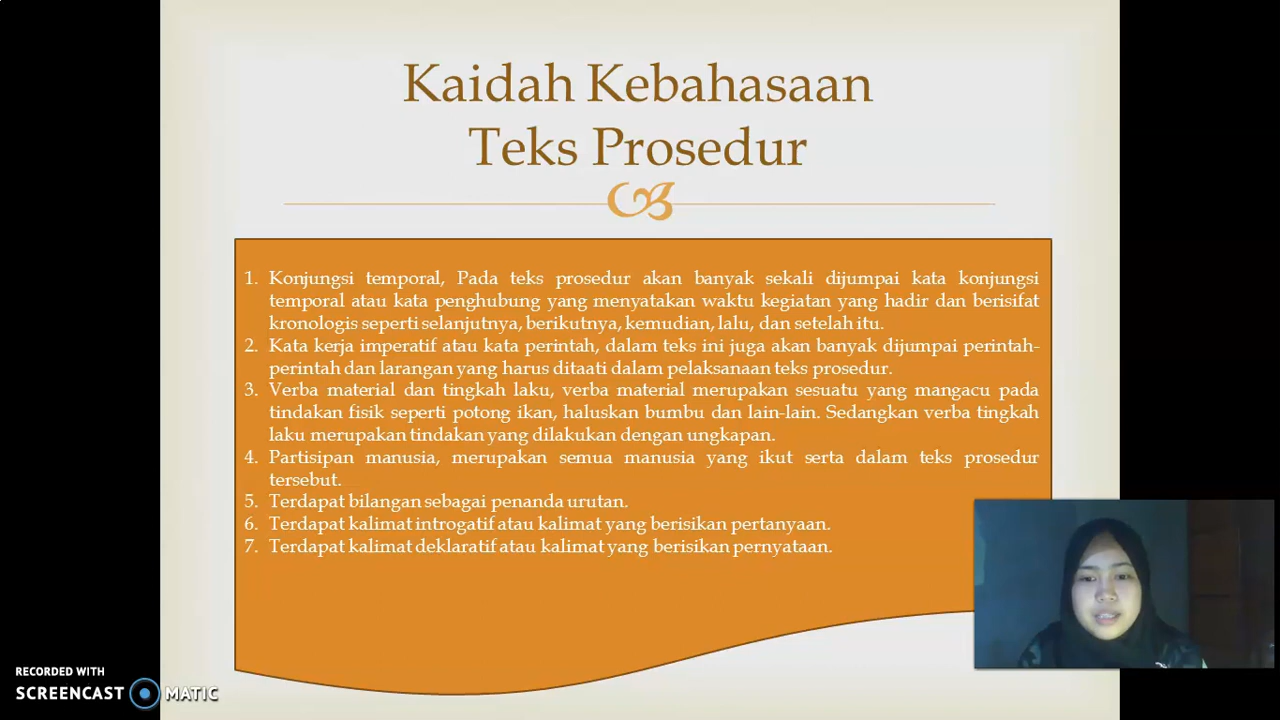 Kaidah Kebahasaan
Teks Prosedur
1. Konjungsi temporal, Pada teks prosedur akan banyak sekali dijumpai kata konjungsi
temporal atau kata penghubung yang menyatakan waktu kegiatan yang hadir dan berisifat
kronologis seperti selanjutnya, berikutnya, kemudian, lalu, dan setelah itu.
2. Kata kerja imperatif atau kata perintah, dalam teks ini juga akan banyak dijumpai perintah-
perintah dan larangan yang harus ditaati dalam pelaksanaan teks prosedur.
3. Verba material dan tingkah laku, verba material merupakan sesuatu yang mangacu pada
tindakan fisik seperti potong ikan, haluskan bumbu dan lain-lain. Sedangkan verba tingkah
laku merupakan tindakan yang dilakukan dengan ungkapan.
4. Partisipan manusia, merupakan semua manusia yang ikut serta dalam teks prosedur
tersebut.
5. Terdapat bilangan sebagai penanda urutan.
6. Terdapat kalimat introgatif atau kalimat yang berisikan pertanyaan.
7. Terdapat kalimat deklaratif atau kalimat yang berisikan pernyataan.
RECORDED WITH
SCREENCAST MATIC